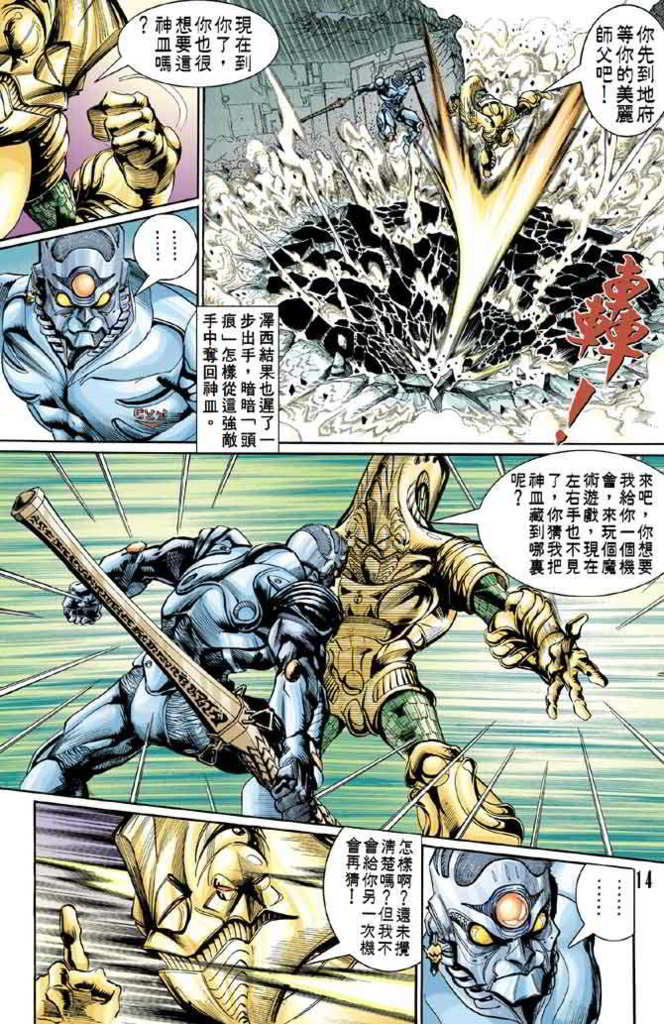 你先到地府
等你的美麗
師父吧！
轟！
現在到
你了，
你也很
想要這
神血嗎
？
……
澤西結果也遲了一
步出手，暗暗「頭
痕」怎樣從這強敵
手中奪回神血。
來吧，你想要
我給你一個機
會，來玩個魔
術遊戲，現在
左右手也不見
了，你猜我把
神血藏到哪裏
呢？
怎樣啊？還未攪
清楚嗎？但我不
會給你另一次機
會再猜！
……
14